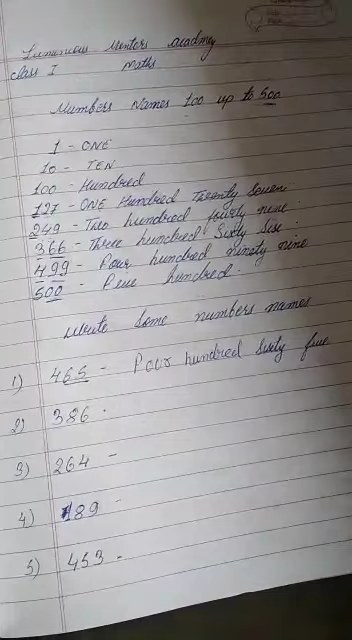 Luminous Mentors academy
Class I Maths
Numbers Names 100 up to 500
1 - ONE
10 - TEN
100 - Hundred
127 - ONE Hundred Twenty Seven
249 - Two hundred fourty nine.
366 - Three hundred Sixty Six.
499 - Four hundred ninety nine
500 - Five hundred.
Write Some numbers names
1) 465 - Four hundred Sixty five
2) 386 -
3) 264 -
4) 189 -
5) 453 -